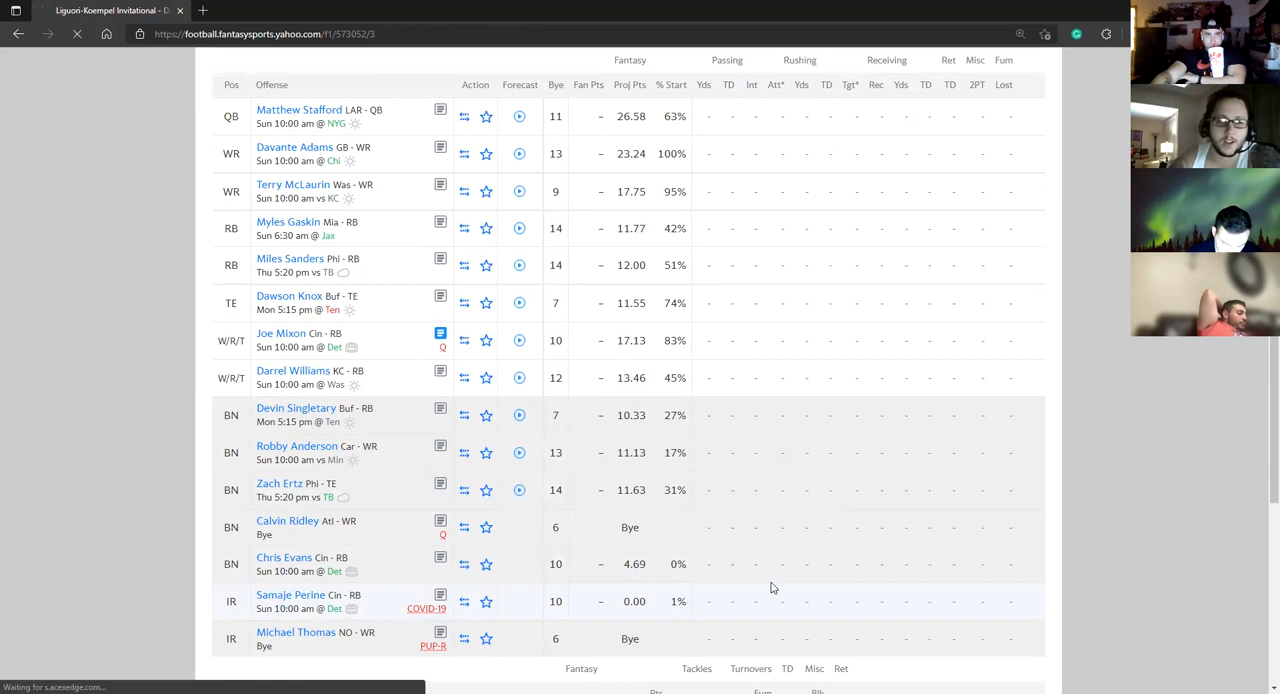 Liguori-Koempel Invitational - D
https://football.fantasysports.yahoo.com/f1/573052/3
Fantasy Passing Rushing Receiving Ret Misc Fum
Pos Offense Action Forecast Bye Fan Pts Proj Pts % Start Yds TD Int Att* Yds TD Tgt* Rec Yds TD TD 2PT Lost
QB Matthew Stafford LAR - QB 11 – 26.58 63% - - - - - - - - - - - - -
Sun 10:00 am @ NYG
WR Davante Adams GB - WR 13 – 23.24 100% - - - - - - - - - - - - -
Sun 10:00 am @ Chi
WR Terry McLaurin Was - WR 9 – 17.75 95% - - - - - - - - - - - - -
Sun 10:00 am vs KC
RB Myles Gaskin Mia - RB 14 – 11.77 42% - - - - - - - - - - - - -
Sun 6:30 am @ Jax
RB Miles Sanders Phi - RB 14 – 12.00 51% - - - - - - - - - - - - -
Thu 5:20 pm vs TB
TE Dawson Knox Buf - TE 7 – 11.55 74% - - - - - - - - - - - - -
Mon 5:15 pm @ Ten
W/R/T Joe Mixon Cin - RB 10 – 17.13 83% - - - - - - - - - - - - -
Sun 10:00 am @ Det Q
W/R/T Darrel Williams KC - RB 12 – 13.46 45% - - - - - - - - - - - - -
Sun 10:00 am @ Was
BN Devin Singletary Buf - RB 7 – 10.33 27% - - - - - - - - - - - - -
Mon 5:15 pm @ Ten
BN Robby Anderson Car - WR 13 – 11.13 17% - - - - - - - - - - - - -
Sun 10:00 am vs Min
BN Zach Ertz Phi - TE 14 – 11.63 31% - - - - - - - - - - - - -
Thu 5:20 pm vs TB
BN Calvin Ridley Atl - WR 6 Bye - - - - - - - - - - - - -
Bye Q
BN Chris Evans Cin - RB 10 – 4.69 0% - - - - - - - - - - - - -
Sun 10:00 am @ Det
IR Samaje Perine Cin - RB 10 – 0.00 1% - - - - - - - - - - - - -
Sun 10:00 am @ Det COVID-19
IR Michael Thomas NO - WR 6 Bye - - - - - - - - - - - - -
Bye PUP-R
Fantasy Tackles Turnovers TD Misc Ret
Waiting for s.acexedge.com...